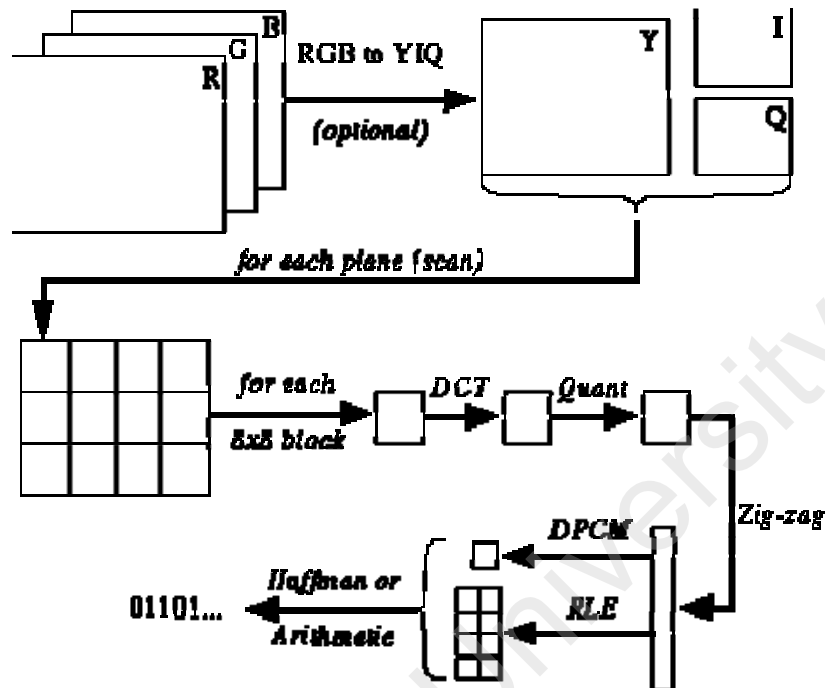 B
G
R
RGB to YIQ
(optional)
Y
I
Q
for each plane (scan)
for each
8x8 block
DCT
Quant
Zig-zag
DPCM
RLE
Huffman or
Arithmetic
01101...
University